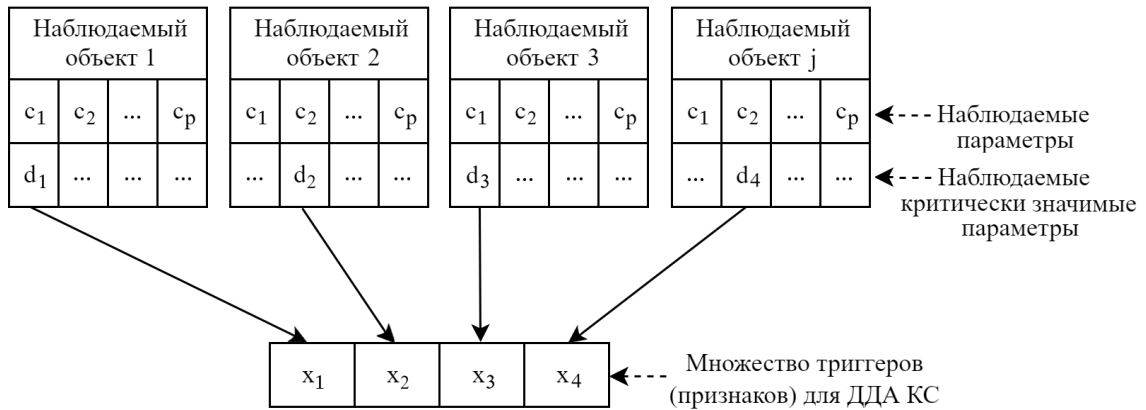 Наблюдаемый
объект 1
Наблюдаемый
объект 2
Наблюдаемый
объект 3
Наблюдаемый
объект j
c₁ c₂ ... cₚ c₁ c₂ ... cₚ c₁ c₂ ... cₚ c₁ c₂ ... cₚ
Наблюдаемые
параметры
d₁ ... ... ... ... d₂ ... ... d₃ ... ... ... ... d₄ ... ...
Наблюдаемые
критически значимые
параметры
x₁ x₂ x₃ x₄
Множество триггеров
(признаков) для ДДА КС